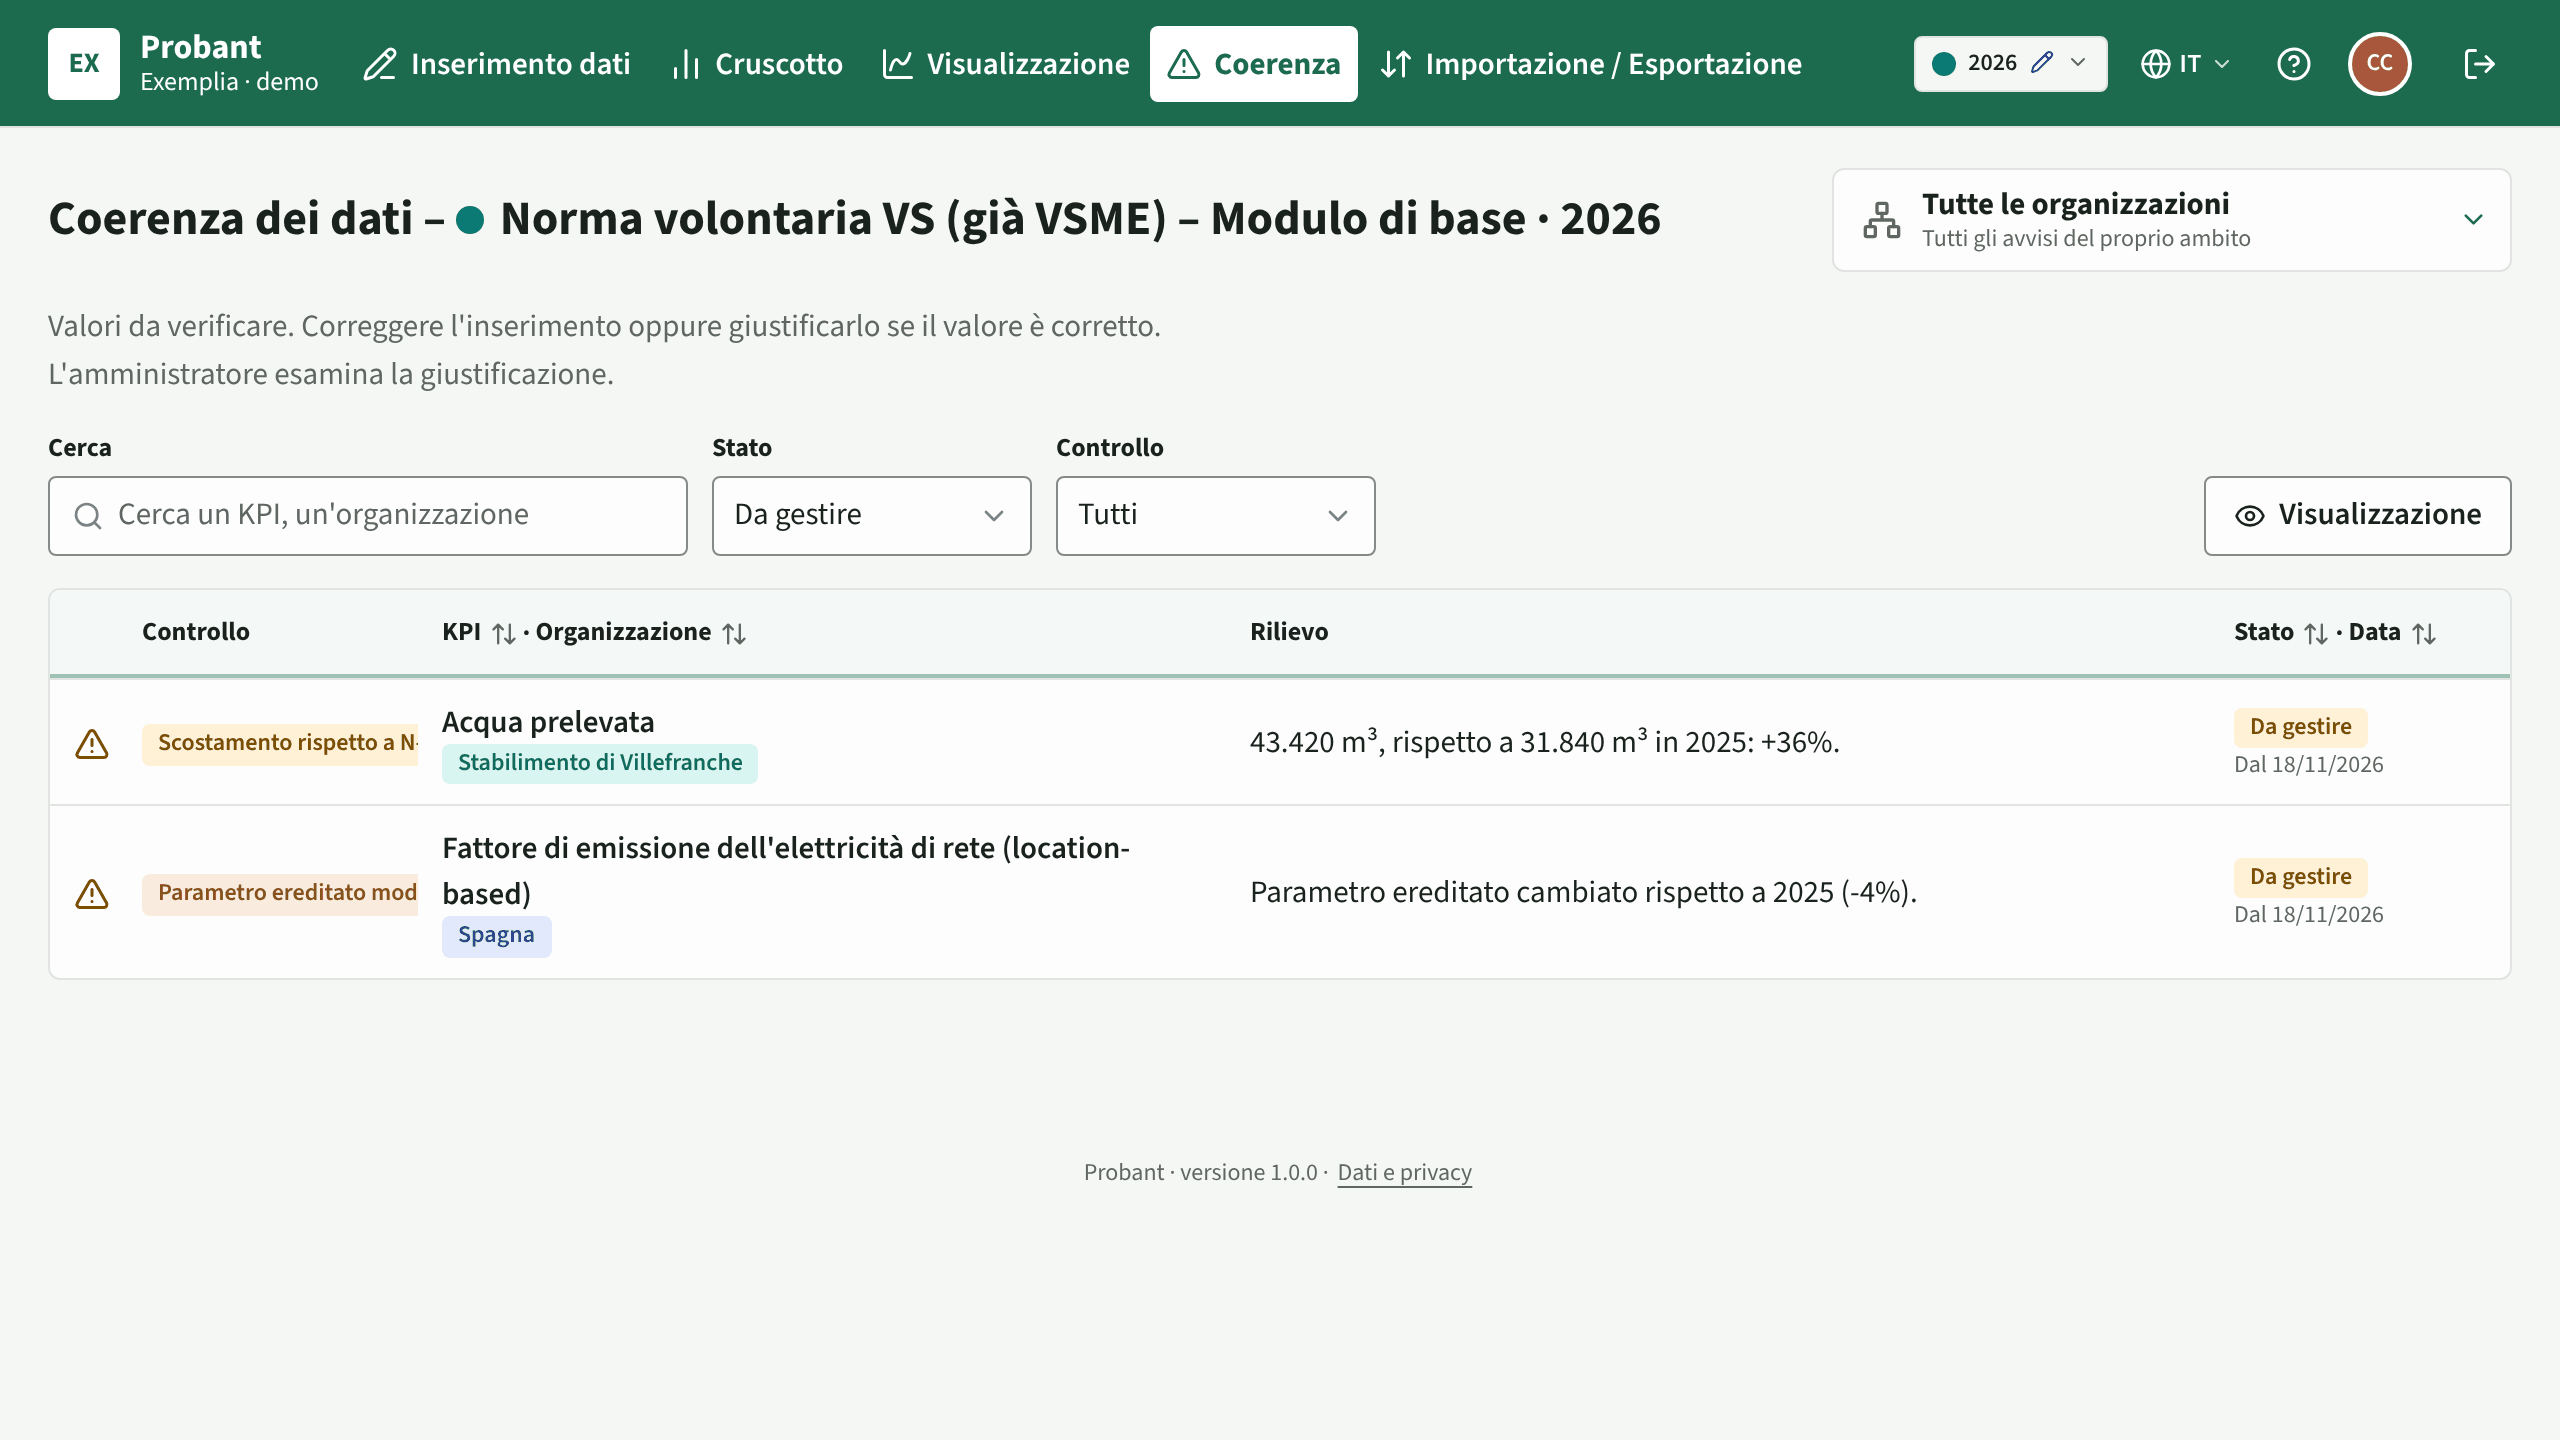 EX
Probant
Exemplia · demo
Inserimento dati
Cruscotto
Visualizzazione
Coerenza
Importazione / Esportazione
2026
IT
CC
Coerenza dei dati – Norma volontaria VS (già VSME) – Modulo di base · 2026
Tutte le organizzazioni
Tutti gli avvisi del proprio ambito
Valori da verificare. Correggere l'inserimento oppure giustificarlo se il valore è corretto.
L'amministratore esamina la giustificazione.
Cerca
Stato
Controllo
Cerca un KPI, un'organizzazione
Da gestire
Tutti
Visualizzazione
Controllo
KPI · Organizzazione
Rilievo
Stato · Data
Scostamento rispetto a N-
Acqua prelevata
Stabilimento di Villefranche
43.420 m³, rispetto a 31.840 m³ in 2025: +36%.
Da gestire
Dal 18/11/2026
Parametro ereditato mod
Fattore di emissione dell'elettricità di rete (location-
based)
Spagna
Parametro ereditato cambiato rispetto a 2025 (-4%).
Da gestire
Dal 18/11/2026
Probant · versione 1.0.0 · Dati e privacy